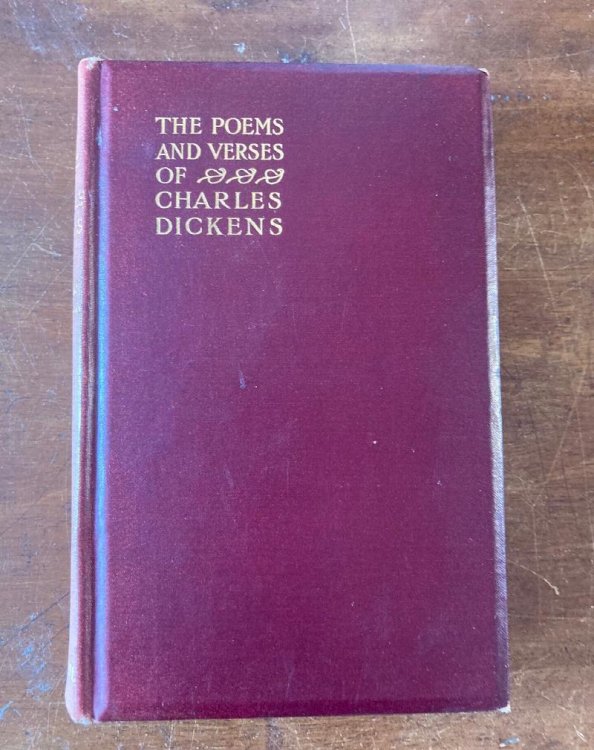 THE POEMS
AND VERSES
OF
CHARLES
DICKENS